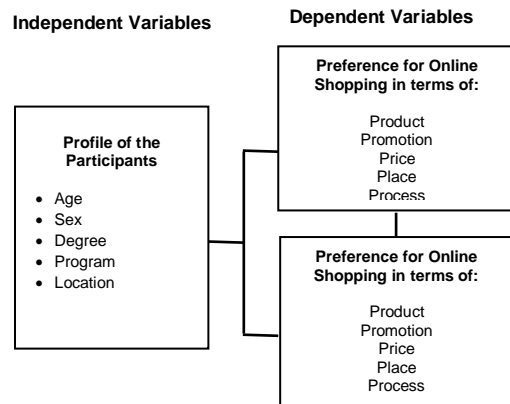 Independent Variables
Dependent Variables
Profile of the
Participants
• Age
• Sex
• Degree
• Program
• Location
Preference for Online
Shopping in terms of:
Product
Promotion
Price
Place
Process
Preference for Online
Shopping in terms of:
Product
Promotion
Price
Place
Process